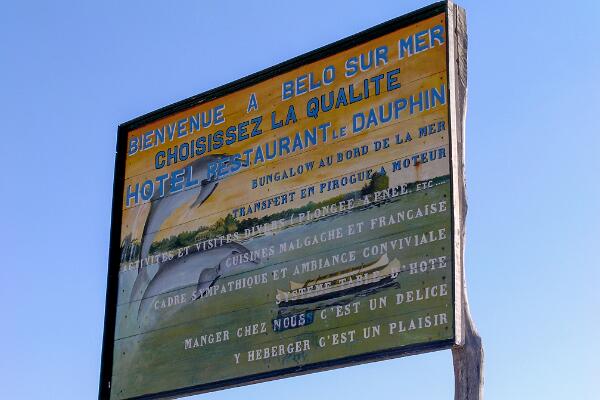 BIENVENUE A BELO SUR MER
CHOISISSEZ LA QUALITE
HOTEL RESTAURANT LE DAUPHIN
BUNGALOW AU BORD DE LA MER
TRANSFERT EN PIROGUE A MOTEUR
ACTIVITES ET VISITES DIVERS (PLONGEE APNEE, ETC....
CUISINES MALGACHE ET FRANÇAISE
CADRE SYMPATHIQUE ET AMBIANCE CONVIVIALE
SYSTEME TABLE D'HOTE
MANGER CHEZ NOUS C'EST UN DELICE
Y HEBERGER C'EST UN PLAISIR